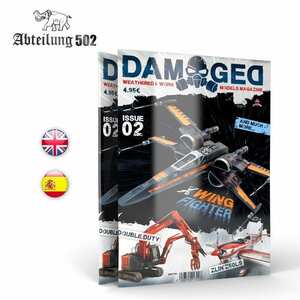 Abteilung 502
DAMAGED
WEATHERED & WORN
MODELS MAGAZINE
4,95€
ISSUE
02
AND MUCH
MORE
X WING
FIGHTER
DOUBLE DUTY
ZLIN Z50LS